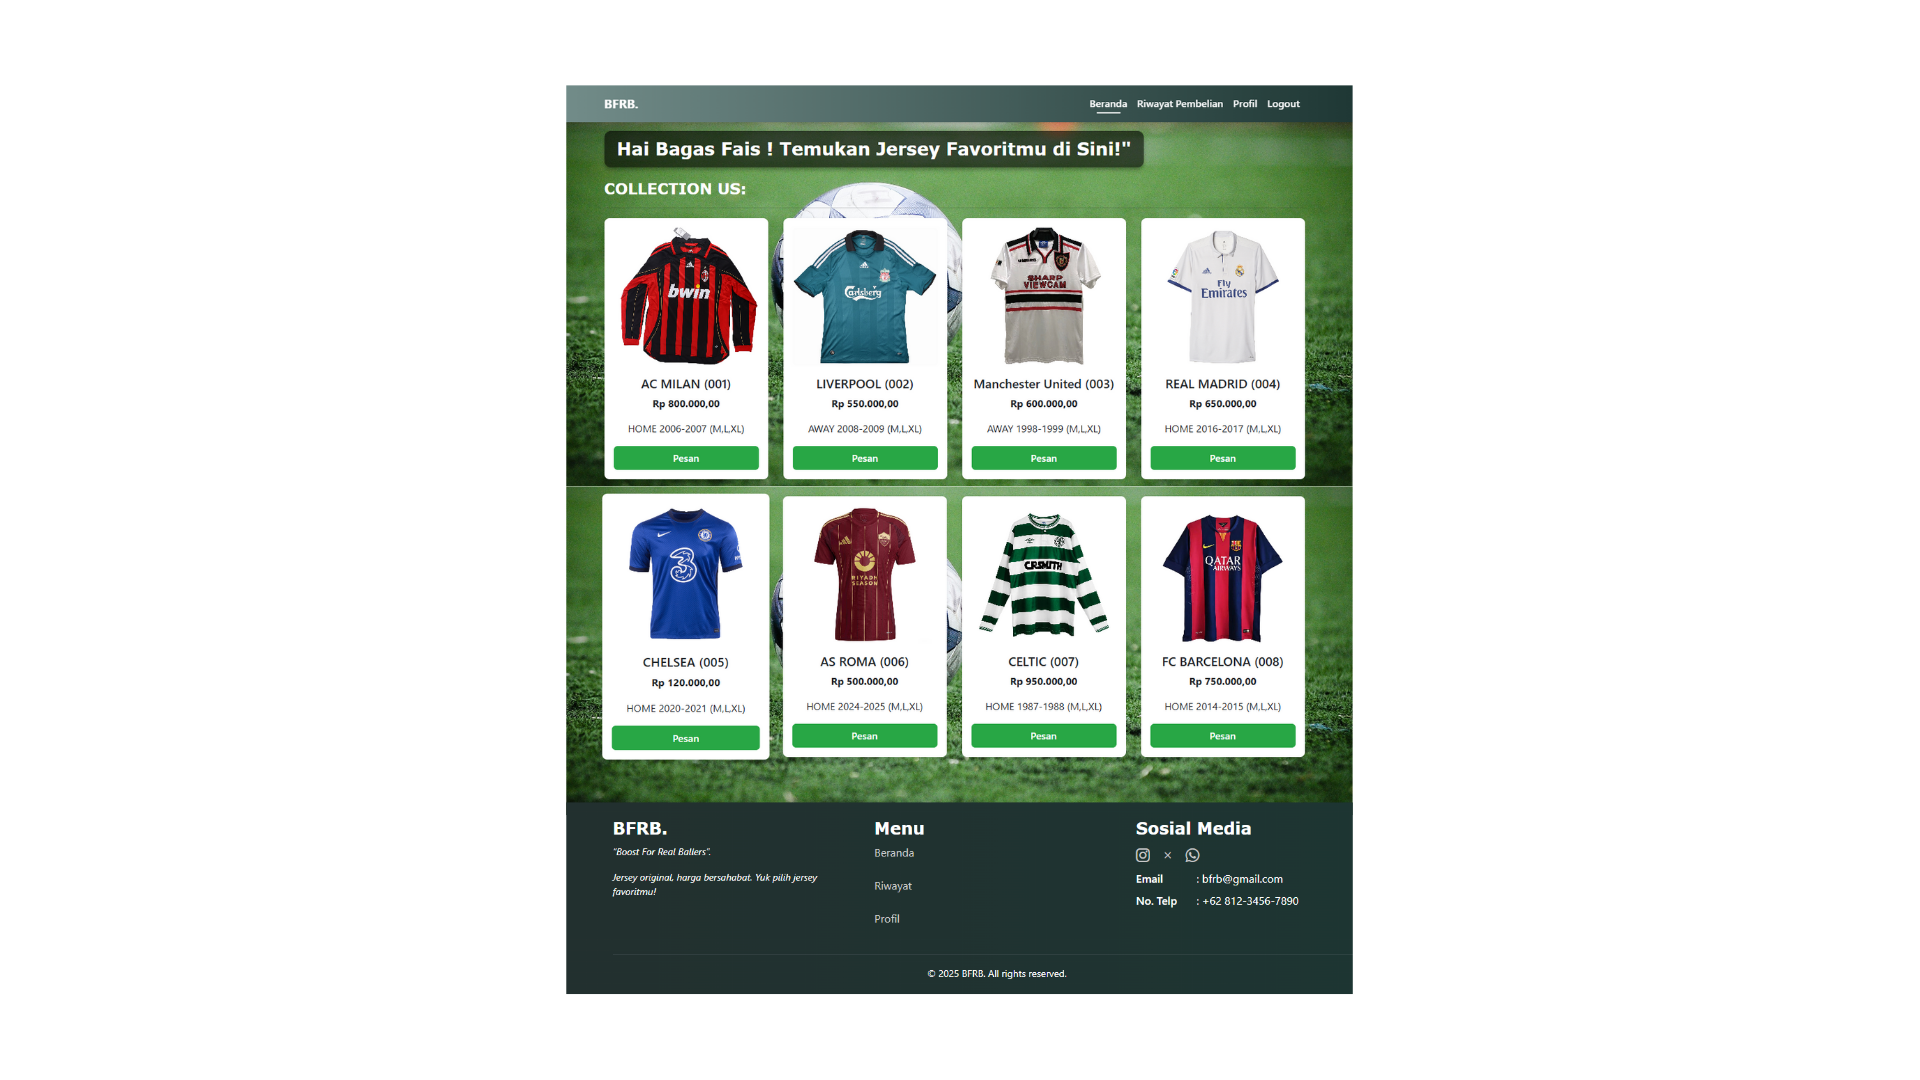 BFRB.
Beranda Riwayat Pembelian Profil Logout
Hai Bagas Fais ! Temukan Jersey Favoritmu di Sini!"
COLLECTION US:
bwin
Carlsberg
SHARP
VIEWCAM
Fly
Emirates
AC MILAN (001)
Rp 800.000,00
HOME 2006-2007 (M,L,XL)
Pesan
LIVERPOOL (002)
Rp 550.000,00
AWAY 2008-2009 (M,L,XL)
Pesan
Manchester United (003)
Rp 600.000,00
AWAY 1998-1999 (M,L,XL)
Pesan
REAL MADRID (004)
Rp 650.000,00
HOME 2016-2017 (M,L,XL)
Pesan
3
RIYADH
SEASON
CR SMITH
QATAR
AIRWAYS
CHELSEA (005)
Rp 120.000,00
HOME 2020-2021 (M,L,XL)
Pesan
AS ROMA (006)
Rp 500.000,00
HOME 2024-2025 (M,L,XL)
Pesan
CELTIC (007)
Rp 950.000,00
HOME 1987-1988 (M,L,XL)
Pesan
FC BARCELONA (008)
Rp 750.000,00
HOME 2014-2015 (M,L,XL)
Pesan
BFRB.
"Boost For Real Ballers".
Jersey original, harga bersahabat. Yuk pilih jersey
favoritmu!
Menu
Beranda
Riwayat
Profil
Sosial Media
Email : bfrb@gmail.com
No. Telp : +62 812-3456-7890
© 2025 BFRB. All rights reserved.